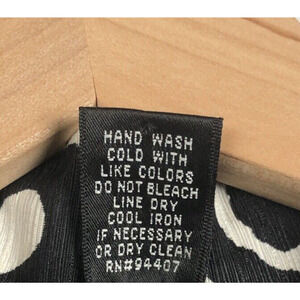 HAND WASH
COLD WITH
LIKE COLORS
DO NOT BLEACH
LINE DRY
COOL IRON
IF NECESSARY
OR DRY CLEAN
RN#94407